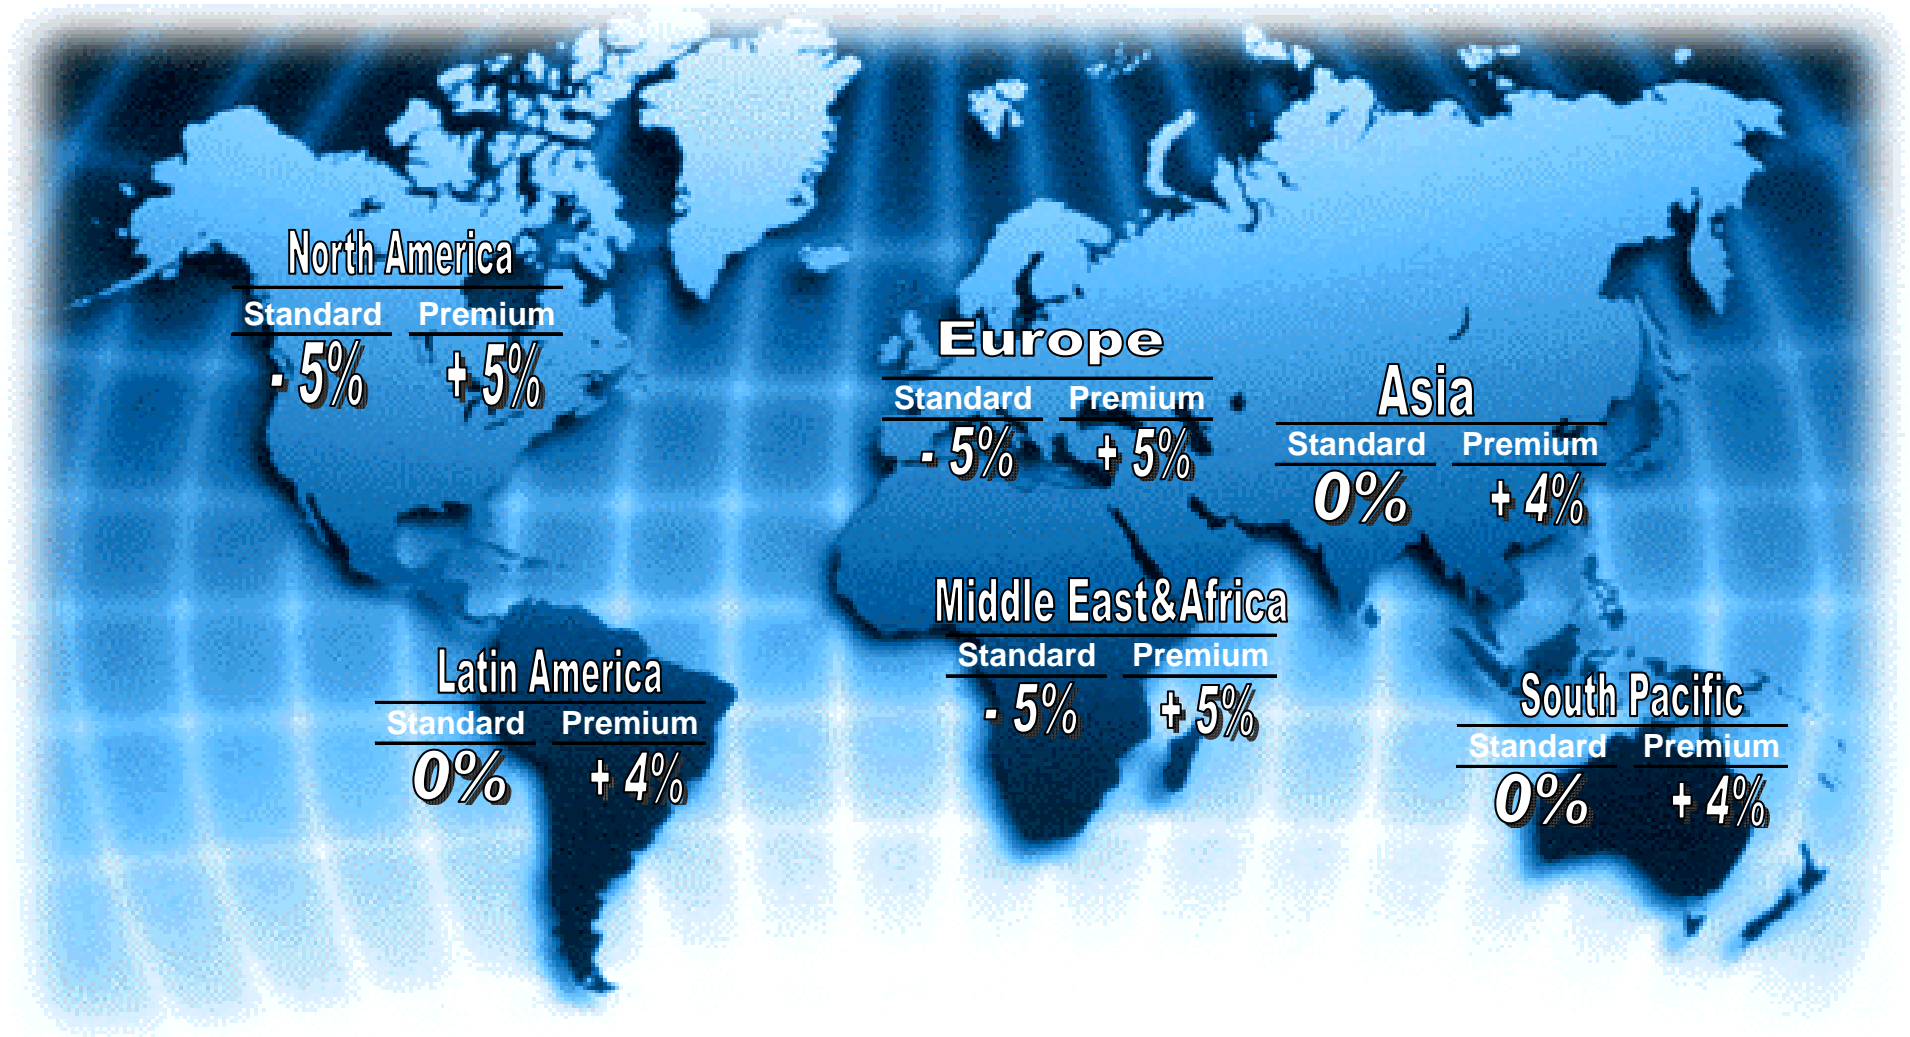 North America
Standard Premium
- 5% + 5%
Europe
Standard Premium
- 5% + 5%
Asia
Standard Premium
0% + 4%
Middle East&Africa
Standard Premium
- 5% + 5%
Latin America
Standard Premium
0% + 4%
South Pacific
Standard Premium
0% + 4%